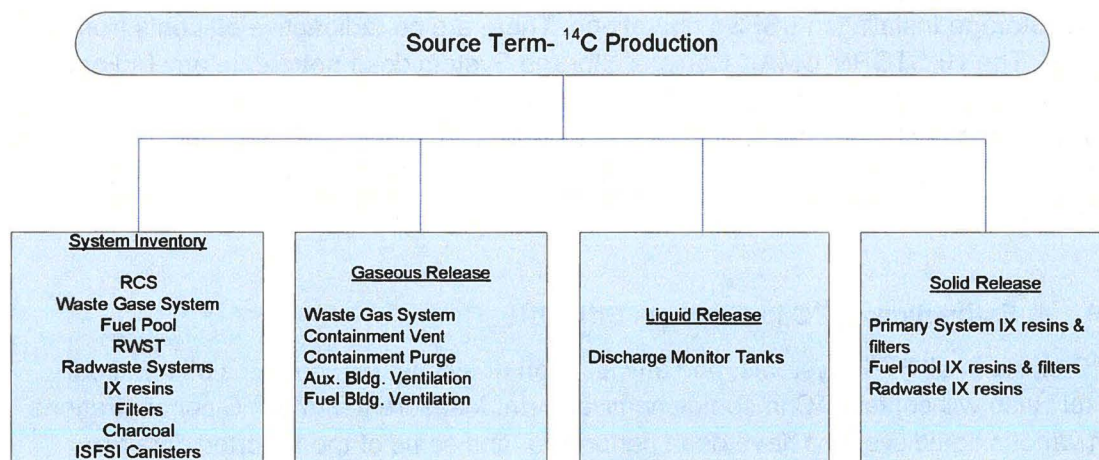 Source Term- ¹⁴C Production
System Inventory
RCS
Waste Gase System
Fuel Pool
RWST
Radwaste Systems
IX resins
Filters
Charcoal
ISFSI Canisters
Gaseous Release
Waste Gas System
Containment Vent
Containment Purge
Aux. Bldg. Ventilation
Fuel Bldg. Ventilation
Liquid Release
Discharge Monitor Tanks
Solid Release
Primary System IX resins &
filters
Fuel pool IX resins & filters
Radwaste IX resins